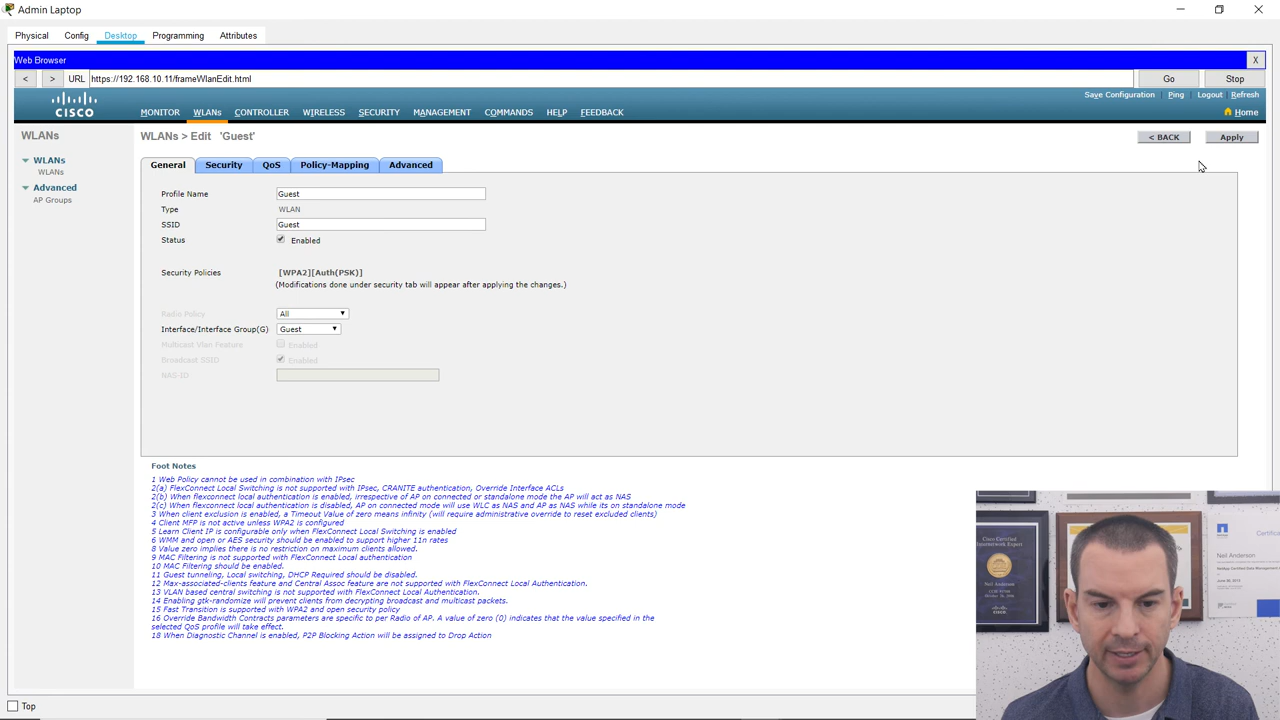 Admin Laptop
Physical Config Desktop Programming Attributes
Web Browser X
< > URL https://192.168.10.11/frameWlanEdit.html Go Stop
Save Configuration Ping Logout Refresh
CISCO MONITOR WLANs CONTROLLER WIRELESS SECURITY MANAGEMENT COMMANDS HELP FEEDBACK Home
WLANs
WLANs > Edit 'Guest' < BACK Apply
WLANs
WLANs
Advanced
AP Groups
General Security QoS Policy-Mapping Advanced
Profile Name Guest
Type WLAN
SSID Guest
Status Enabled
Security Policies [WPA2][Auth(PSK)]
(Modifications done under security tab will appear after applying the changes.)
Radio Policy All
Interface/Interface Group(G) Guest
Multicast Vlan Feature Enabled
Broadcast SSID Enabled
NAS-ID
Foot Notes
1 Web Policy cannot be used in combination with IPsec
2(a) FlexConnect Local Switching is not supported with IPsec, CRANITE authentication, Override Interface ACLs
2(b) When flexconnect local authentication is enabled, irrespective of AP on connected or standalone mode the AP will act as NAS
2(c) When flexconnect local authentication is disabled, AP on connected mode will use WLC as NAS and AP as NAS while its on standalone mode
3 When client exclusion is enabled, a Timeout Value of zero means infinity (will require administrative override to reset excluded clients)
4 Client MFP is not active unless WPA2 is configured
5 Learn Client IP is configurable only when FlexConnect Local Switching is enabled
6 WMM and open or AES security should be enabled to support higher 11n rates
8 Value zero implies there is no restriction on maximum clients allowed.
9 MAC Filtering is not supported with FlexConnect Local authentication
10 MAC Filtering should be enabled.
11 Guest tunneling, Local switching, DHCP Required should be disabled.
12 Max-associated-clients feature and Central Assoc feature are not supported with FlexConnect Local Authentication.
13 VLAN based central switching is not supported with FlexConnect Local Authentication.
14 Enabling gtk-randomize will prevent clients from decrypting broadcast and multicast packets.
15 Fast Transition is supported with WPA2 and open security policy
16 Override Bandwidth Contracts parameters are specific to per Radio of AP. A value of zero (0) indicates that the value specified in the
selected QoS profile will take effect.
18 When Diagnostic Channel is enabled, P2P Blocking Action will be assigned to Drop Action
Top
Cisco Certified
Internetwork Expert
Neil Anderson